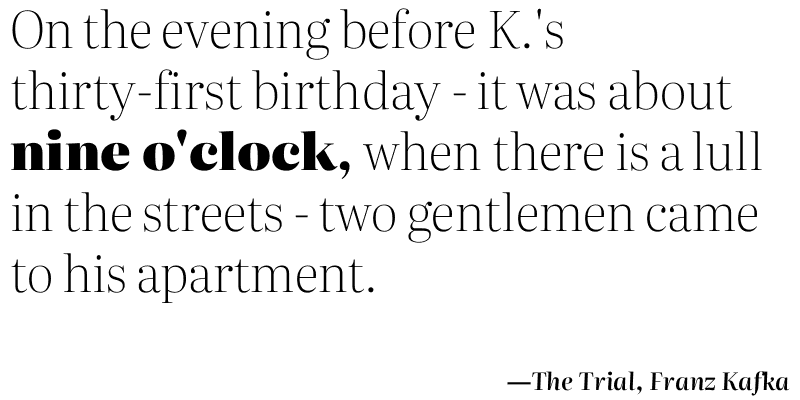 On the evening before K.'s
thirty-first birthday - it was about
nine o'clock, when there is a lull
in the streets - two gentlemen came
to his apartment.
—The Trial, Franz Kafka